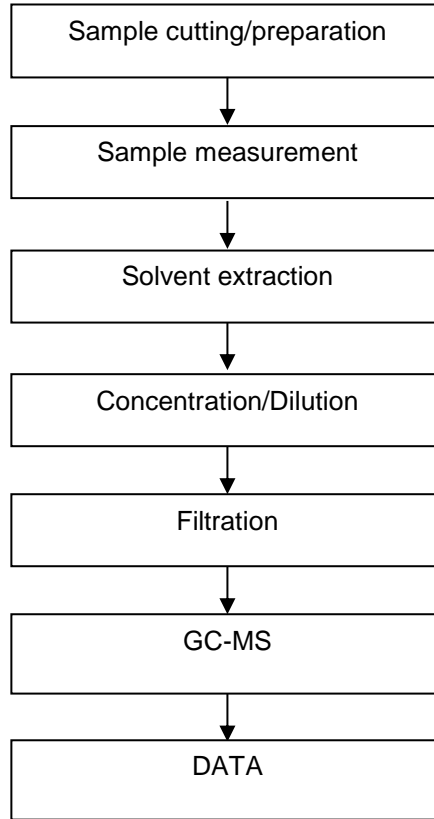 Sample cutting/preparation
Sample measurement
Solvent extraction
Concentration/Dilution
Filtration
GC-MS
DATA